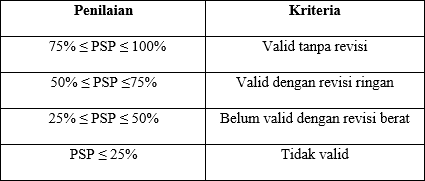 Penilaian Kriteria
75% ≤ PSP ≤ 100% Valid tanpa revisi
50% ≤ PSP ≤75% Valid dengan revisi ringan
25% ≤ PSP ≤ 50% Belum valid dengan revisi berat
PSP ≤ 25% Tidak valid